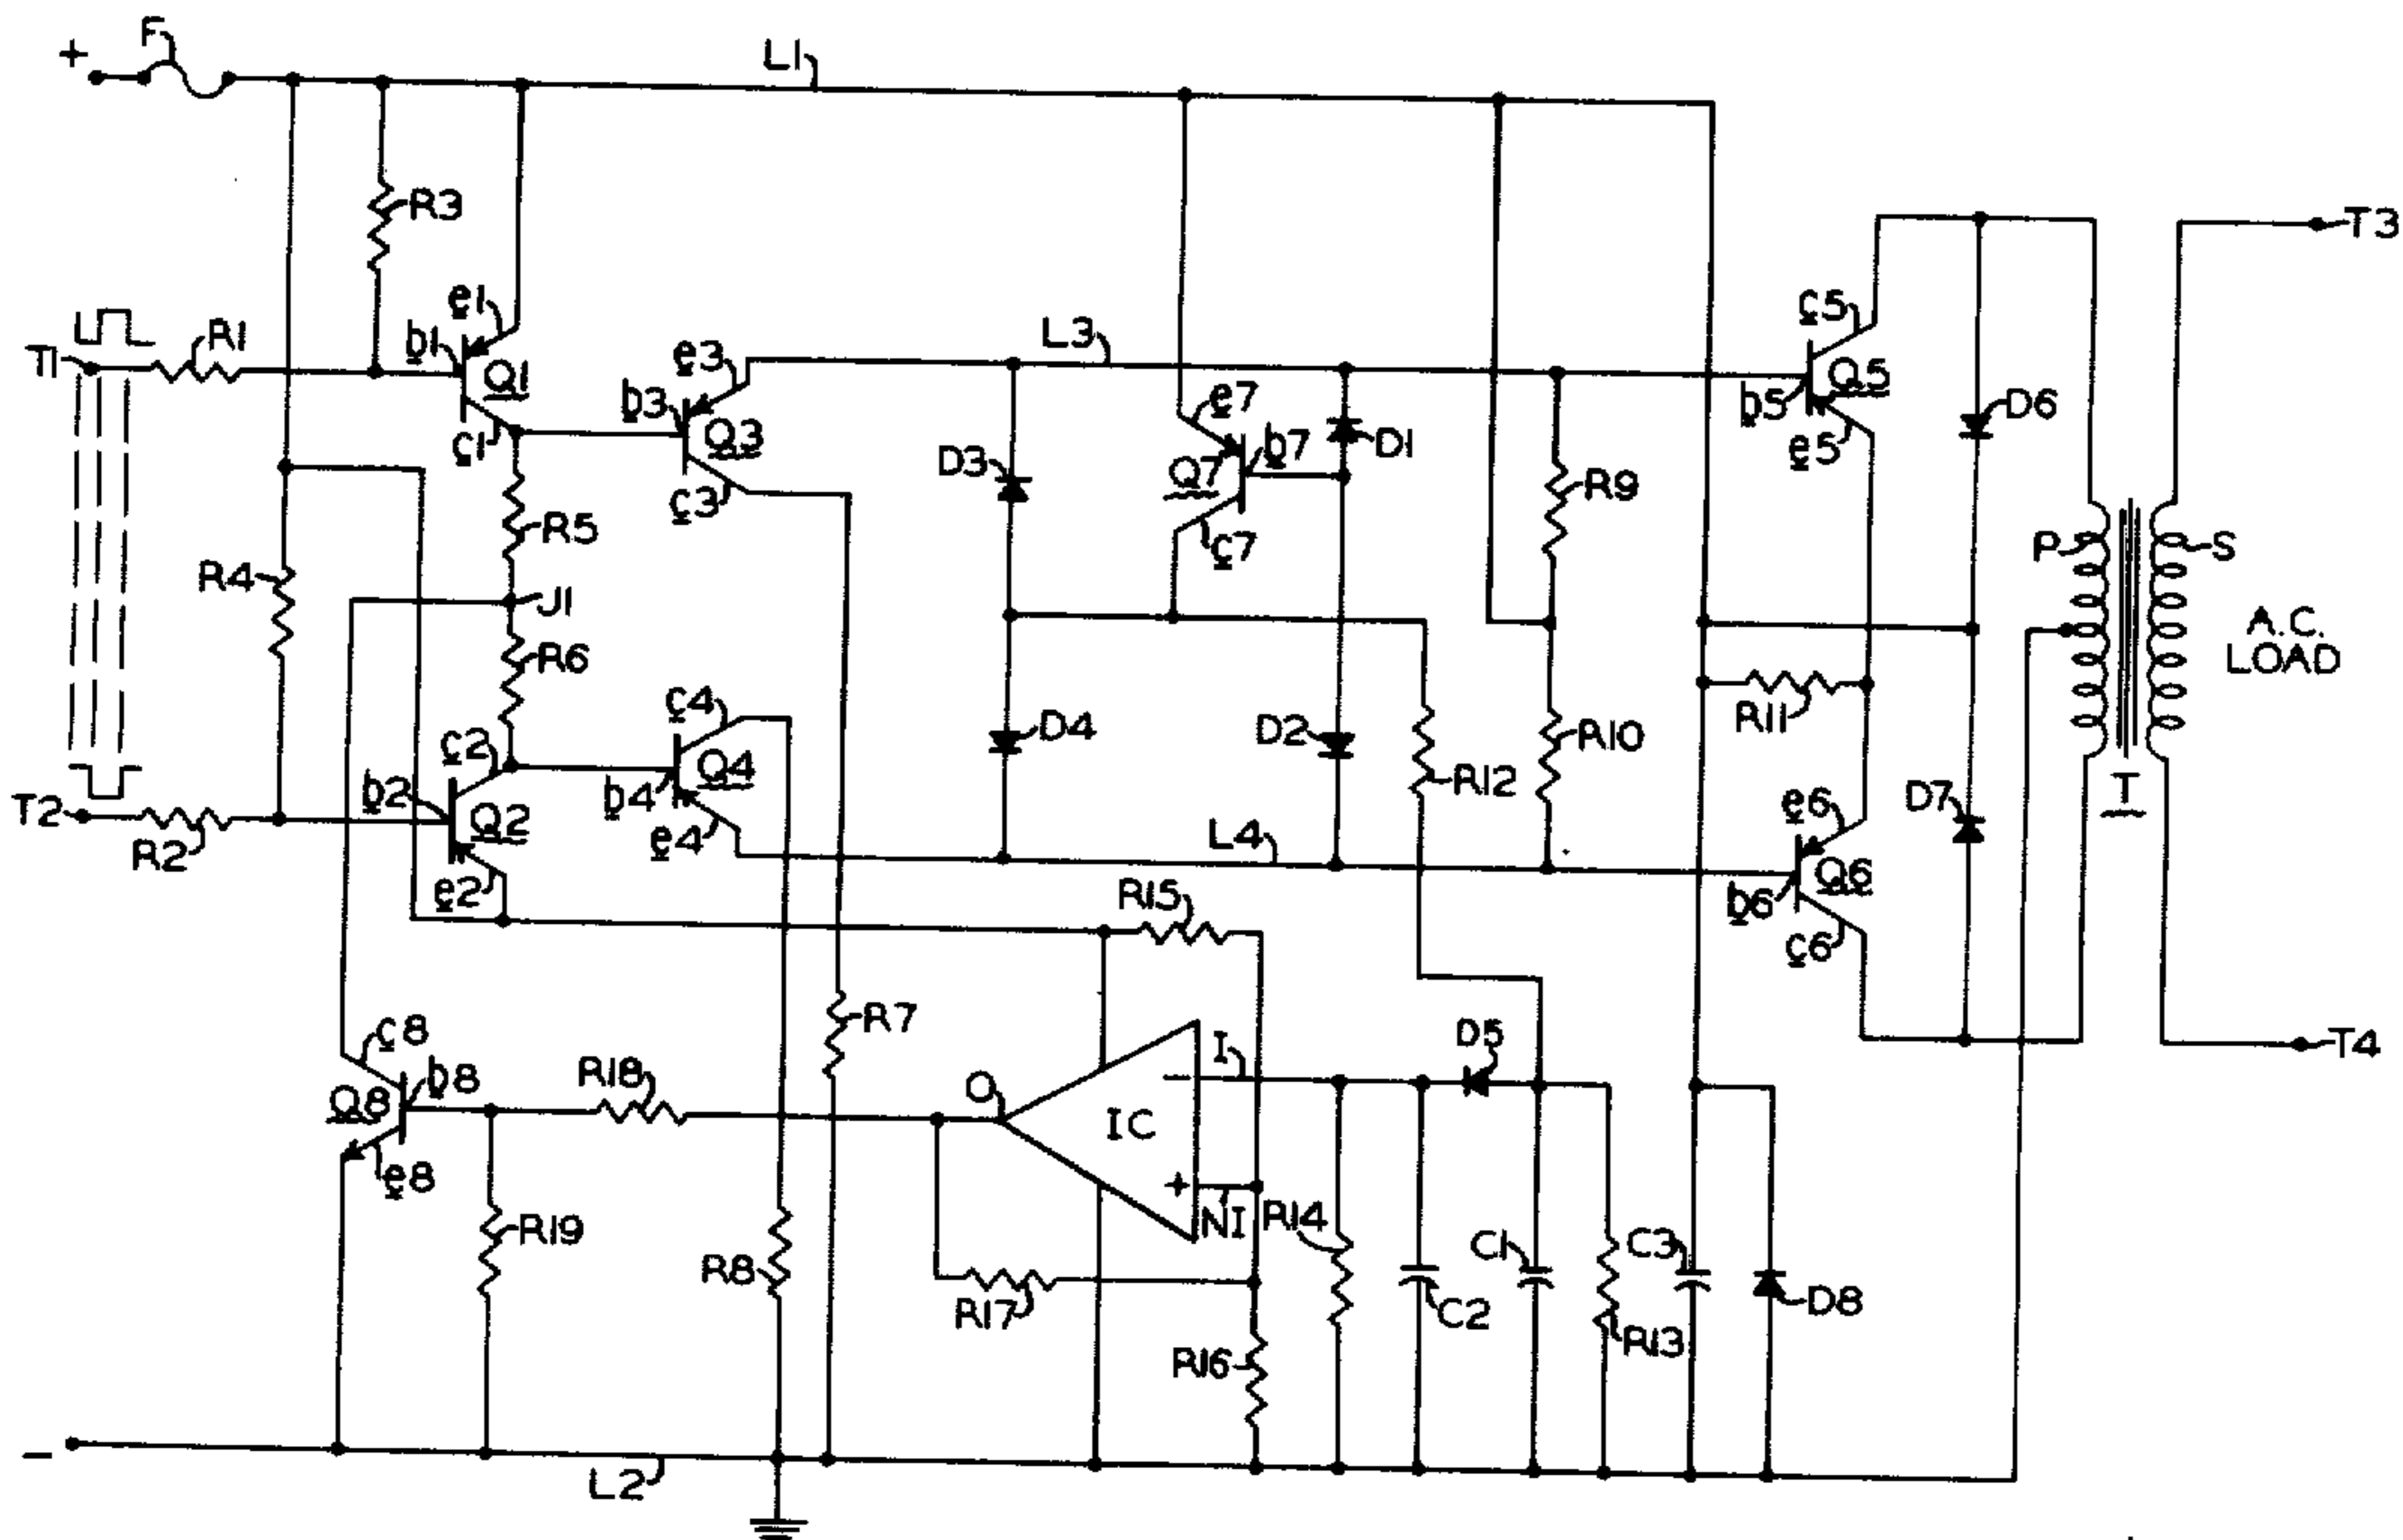 +
F
L1
T3
R3
e1
T1
R1
b1
Q1
L3
e3
c5
b3
Q3
e7
b5
Q5
D6
c1
D3
Q7
b7
D1
e5
c3
R9
R5
c7
P
S
R4
J1
A.C.
R6
LOAD
c4
D4
D2
R10
R11
c2
b2
Q4
R12
T
T2
Q2
b4
D7
e6
R2
e4
L4
e2
R15
b6
Q6
c6
c8
R7
D5
T4
R18
O
I
−
b8
Q8
IC
e8
+
NI
R14
R19
C1
C3
R8
R17
C2
D8
R13
R16
−
L2